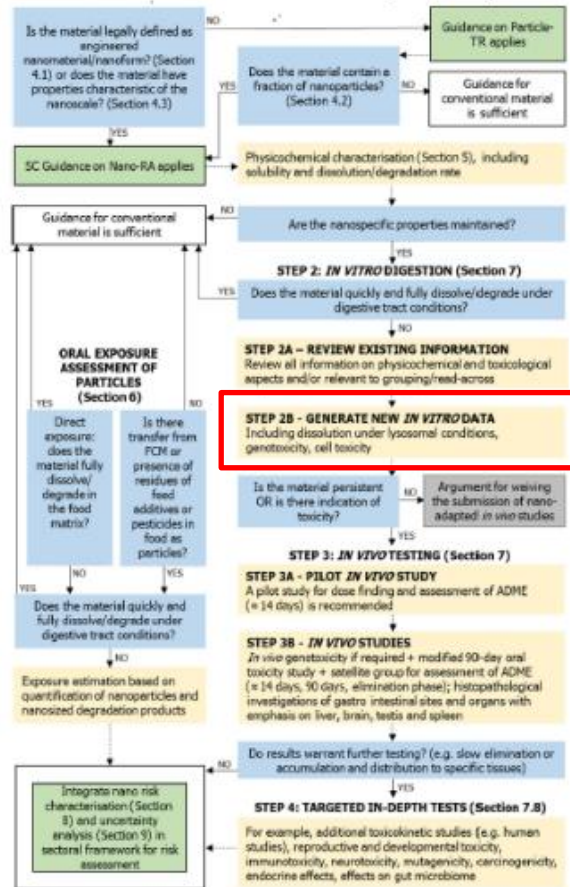 Is the material legally defined as
engineered
nanomaterial/nanoform? (Section
4.1) or does the material have
properties characteristic of the
nanoscale? (Section 4.3)
NO
Guidance on Particle-
TR applies
Does the material contain a
fraction of nanoparticles?
(Section 4.2)
YES
NO
Guidance for
conventional material
is sufficient
YES
SC Guidance on Nano-RA applies
Physicochemical characterisation (Section 5), including
solubility and dissolution/degradation rate
Guidance for conventional
material is sufficient
NO
Are the nanospecific properties maintained?
YES
STEP 2: IN VITRO DIGESTION (Section 7)
YES
Does the material quickly and fully dissolve/degrade under
digestive tract conditions?
NO
STEP 2A – REVIEW EXISTING INFORMATION
Review all information on physicochemical and toxicological
aspects and/or relevant to grouping/read-across
STEP 2B - GENERATE NEW IN VITRO DATA
Including dissolution under lysosomal conditions,
genotoxicity, cell toxicity
Is the material persistent
OR is there indication of
toxicity?
NO
Argument for waiving
the submission of nano-
adapted in vivo studies
YES
STEP 3: IN VIVO TESTING (Section 7)
STEP 3A - PILOT IN VIVO STUDY
A pilot study for dose finding and assessment of ADME
(≈ 14 days) is recommended
STEP 3B - IN VIVO STUDIES
In vivo genotoxicity if required + modified 90-day oral
toxicity study + satellite group for assessment of ADME
(≈ 14 days, 90 days, elimination phase); histopathological
investigations of gastro intestinal sites and organs with
emphasis on liver, brain, testis and spleen
Do results warrant further testing? (e.g. slow elimination or
accumulation and distribution to specific tissues)
NO
YES
STEP 4: TARGETED IN-DEPTH TESTS (Section 7.8)
For example, additional toxicokinetic studies (e.g. human
studies), reproductive and developmental toxicity,
immunotoxicity, neurotoxicity, mutagenicity, carcinogenicity,
endocrine effects, effects on gut microbiome
ORAL EXPOSURE
ASSESSMENT OF
PARTICLES
(Section 6)
YES
NO
Direct
exposure:
does the
material fully
dissolve/
degrade in
the food
matrix?
Is there
transfer from
FCM or
presence of
residues of
feed
additives or
pesticides in
food as
particles?
NO
YES
YES
Does the material quickly and
fully dissolve/degrade under
digestive tract conditions?
NO
Exposure estimation based on
quantification of nanoparticles and
nanosized degradation products
Integrate nano risk
characterisation (Section
8) and uncertainty
analysis (Section 9) in
sectoral framework for risk
assessment